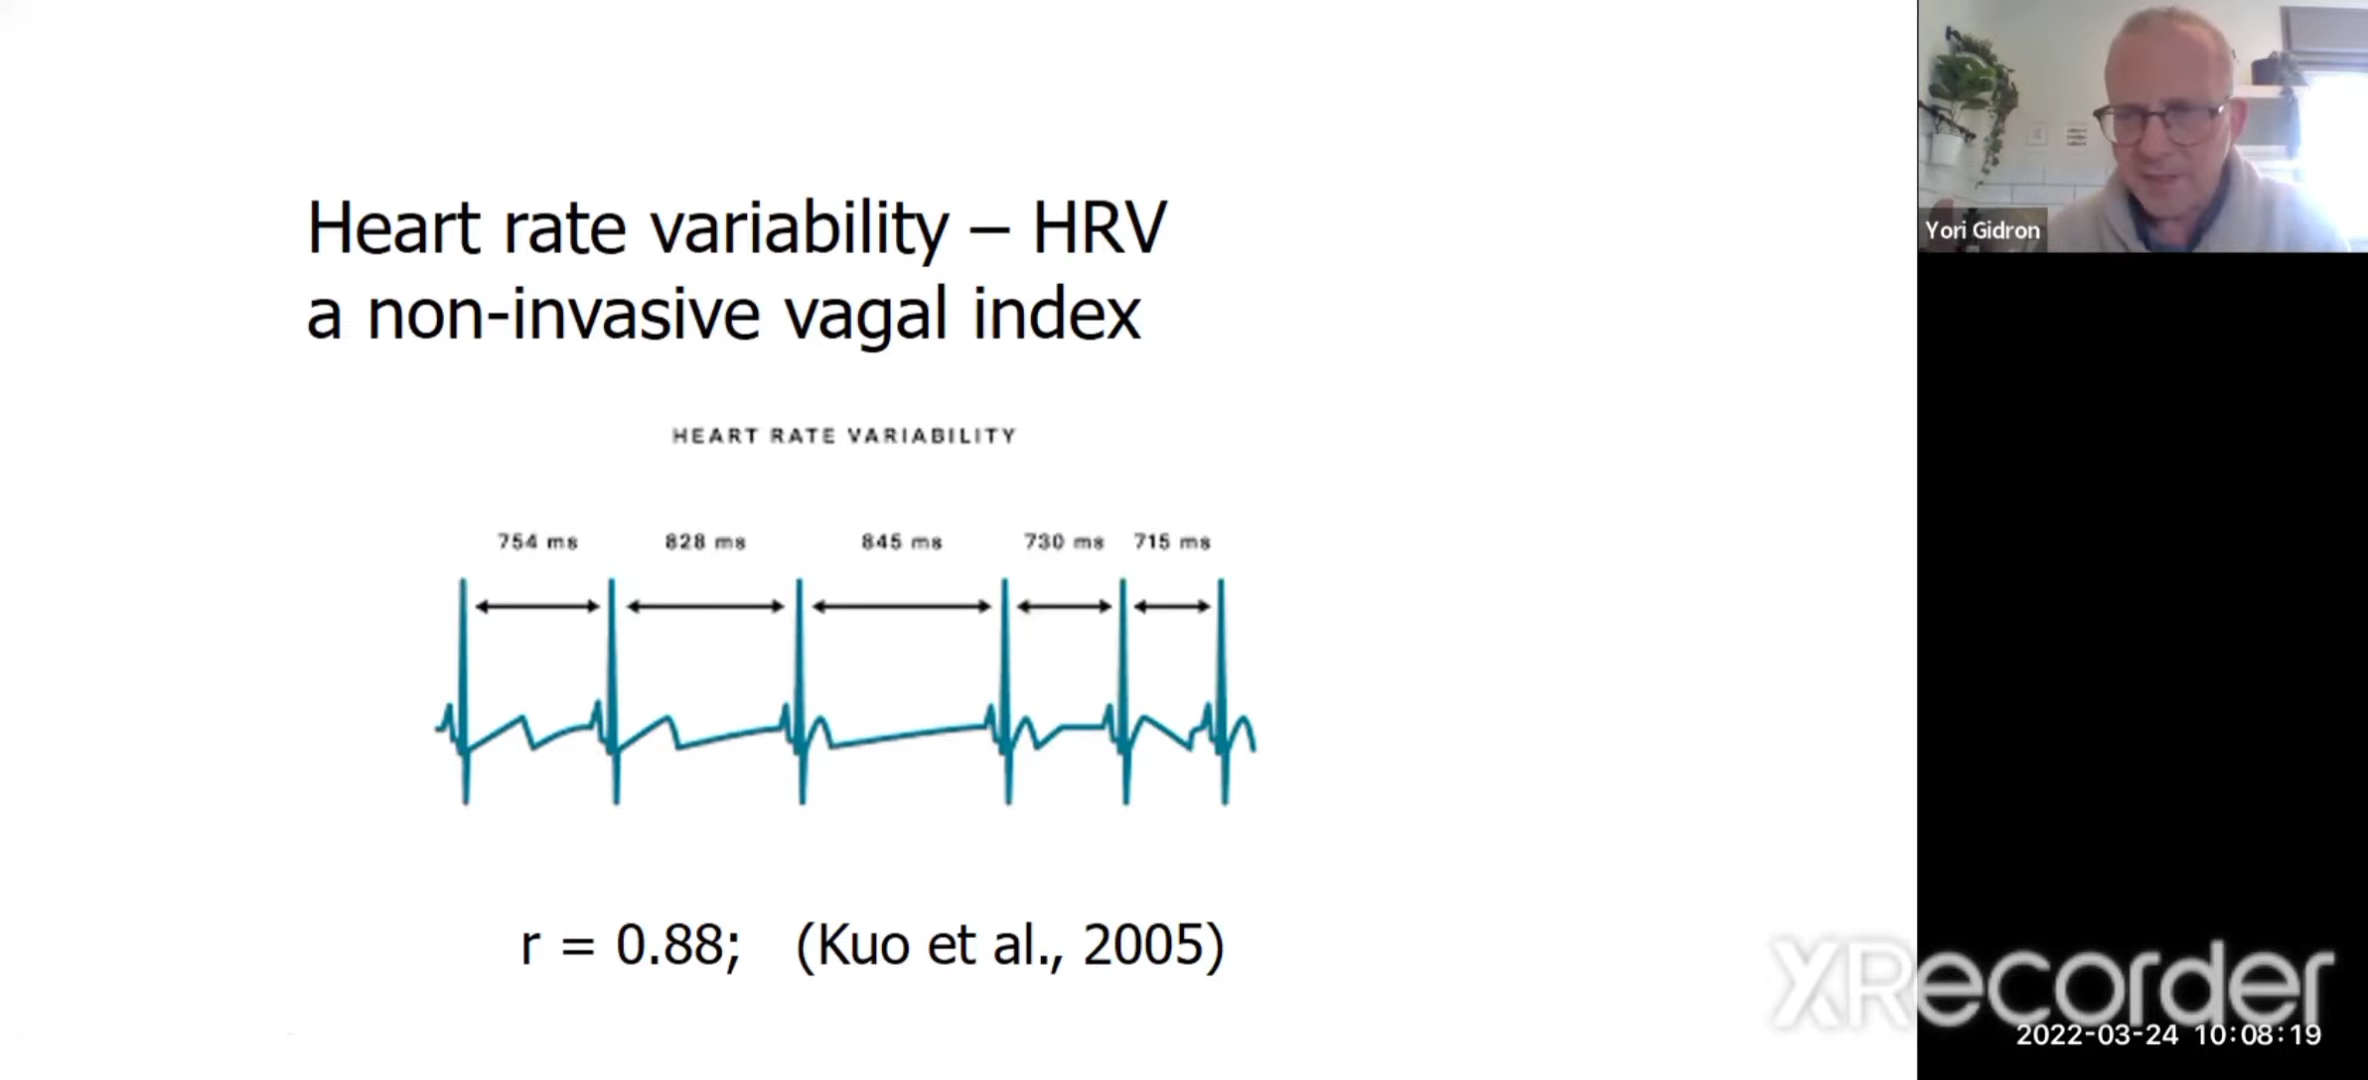 Heart rate variability – HRV
a non-invasive vagal index
HEART RATE VARIABILITY
754 ms 828 ms 845 ms 730 ms 715 ms
r = 0.88; (Kuo et al., 2005)
Yori Gidron
XRecorder
2022-03-24 10:08:19